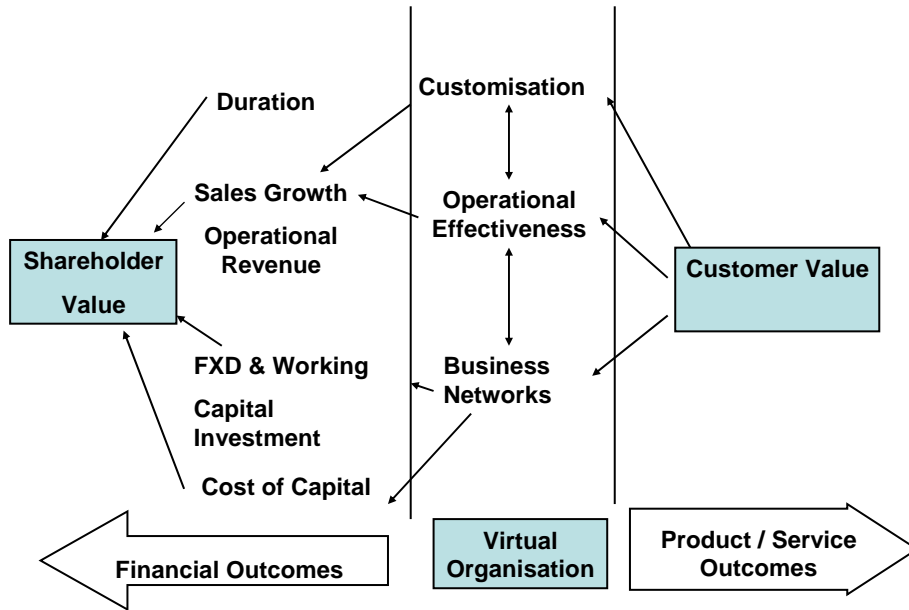 Customisation
Duration
Sales Growth
Operational
Effectiveness
Operational
Revenue
Shareholder
Value
Customer Value
FXD & Working
Business
Networks
Capital
Investment
Cost of Capital
Financial Outcomes
Virtual
Organisation
Product / Service
Outcomes